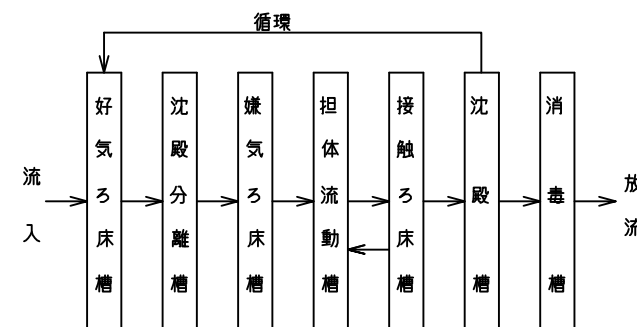 循環
流入
好気ろ床槽
沈殿分離槽
嫌気ろ床槽
担体流動槽
接触ろ床槽
沈殿槽
消毒槽
放流